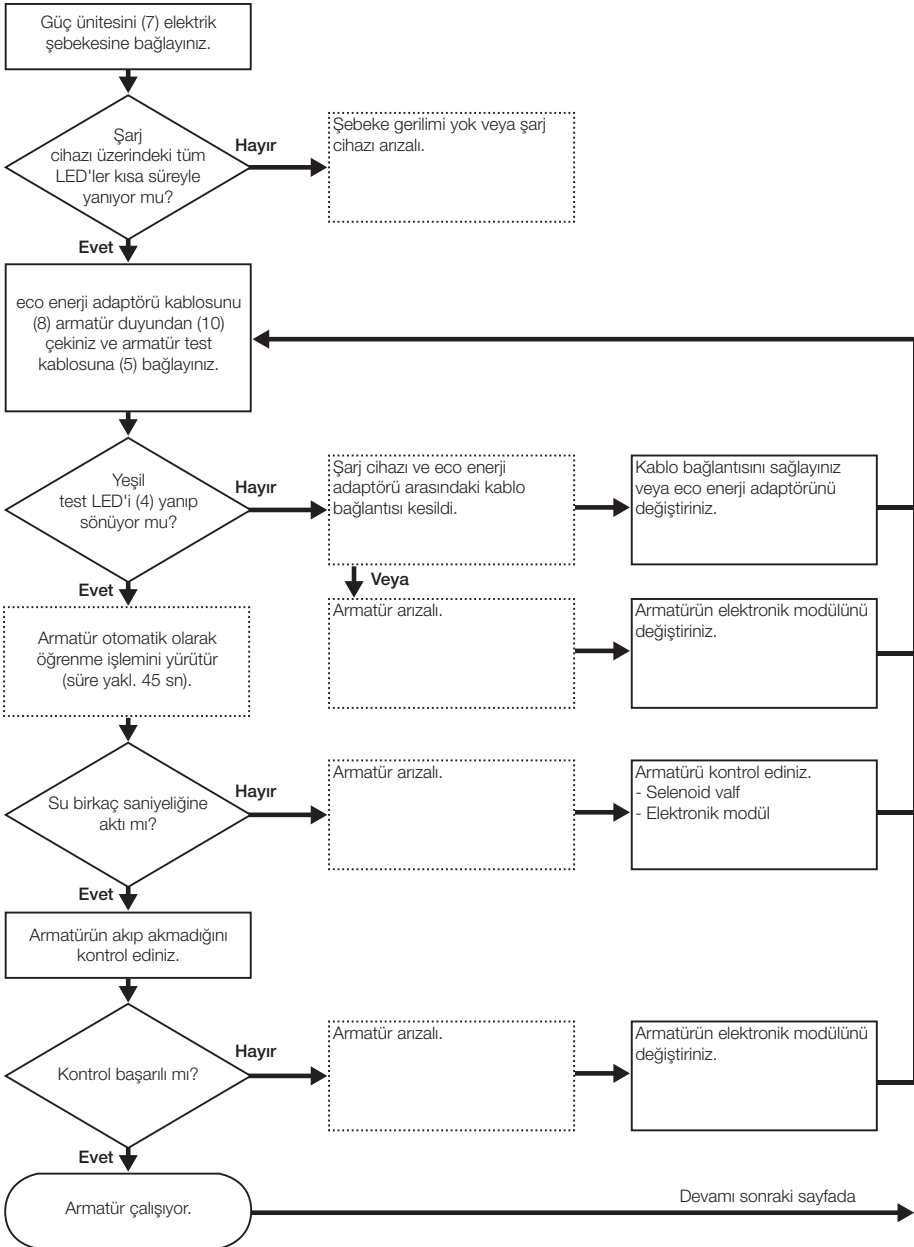 Güç ünitesini (7) elektrik
şebekesine bağlayınız.
Şarj
cihazı üzerindeki tüm
LED'ler kısa süreyle
yanıyor mu?
Hayır
Şebeke gerilimi yok veya şarj
cihazı arızalı.
Evet
eco enerji adaptörü kablosunu
(8) armatür duyundan (10)
çekiniz ve armatür test
kablosuna (5) bağlayınız.
Yeşil
test LED'i (4) yanıp
sönüyor mu?
Hayır
Şarj cihazı ve eco enerji
adaptörü arasındaki kablo
bağlantısı kesildi.
Kablo bağlantısını sağlayınız
veya eco enerji adaptörünü
değiştiriniz.
Veya
Evet
Armatür arızalı.
Armatürün elektronik modülünü
değiştiriniz.
Armatür otomatik olarak
öğrenme işlemini yürütür
(süre yakl. 45 sn).
Su birkaç saniyeliğine
aktı mı?
Hayır
Armatür arızalı.
Armatürü kontrol ediniz.
- Selenoid valf
- Elektronik modül
Evet
Armatürün akıp akmadığını
kontrol ediniz.
Kontrol başarılı mı?
Hayır
Armatür arızalı.
Armatürün elektronik modülünü
değiştiriniz.
Evet
Armatür çalışıyor.
Devamı sonraki sayfada